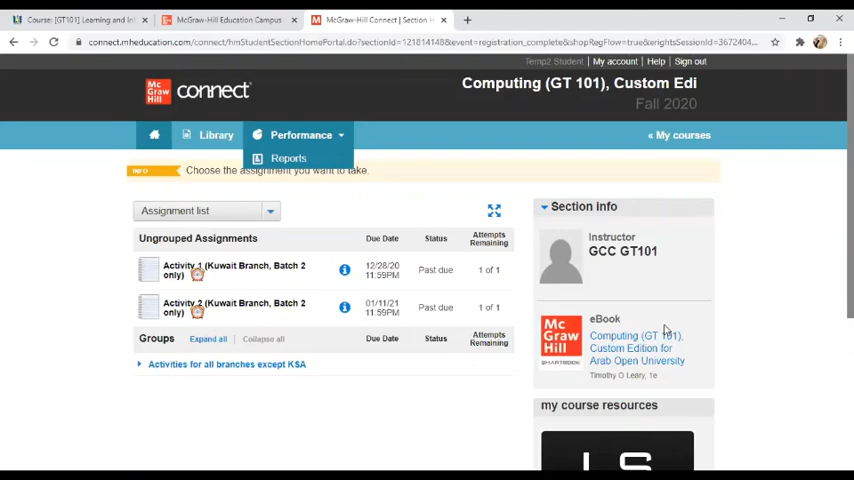 Course: [GT101] Learning and In
McGraw-Hill Education Campus
McGraw-Hill Connect | Section H
connect.mheducation.com/connect/hmStudentSectionHomePortal.do?sectionId=121814148&event=registration_complete&shopRegFlow=true&erightsSessionId=3672404...
Temp2 Student | My account | Help | Sign out
Mc
Graw
Hill
connect
Computing (GT 101), Custom Edi
Fall 2020
Library
Performance
« My courses
Reports
INFO
Choose the assignment you want to take.
Assignment list
Ungrouped Assignments
Due Date
Status
Attempts
Remaining
Activity 1 (Kuwait Branch, Batch 2
only)
12/28/20
11:59PM
Past due
1 of 1
Activity 2 (Kuwait Branch, Batch 2
only)
01/11/21
11:59PM
Past due
1 of 1
Groups
Expand all
Collapse all
Due Date
Status
Attempts
Remaining
Activities for all branches except KSA
Section info
Instructor
GCC GT101
Mc
Graw
Hill
SMARTBOOK
eBook
Computing (GT 101),
Custom Edition for
Arab Open University
Timothy O Leary, 1e
my course resources
LS